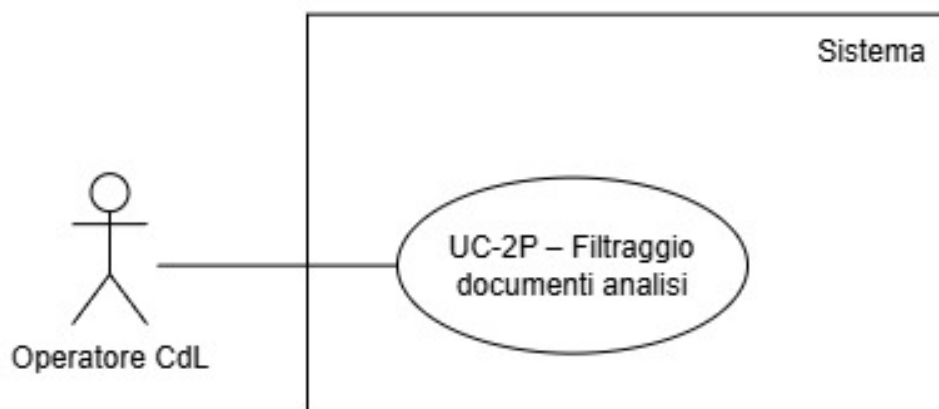 Sistema
UC-2P – Filtraggio
documenti analisi
Operatore CdL